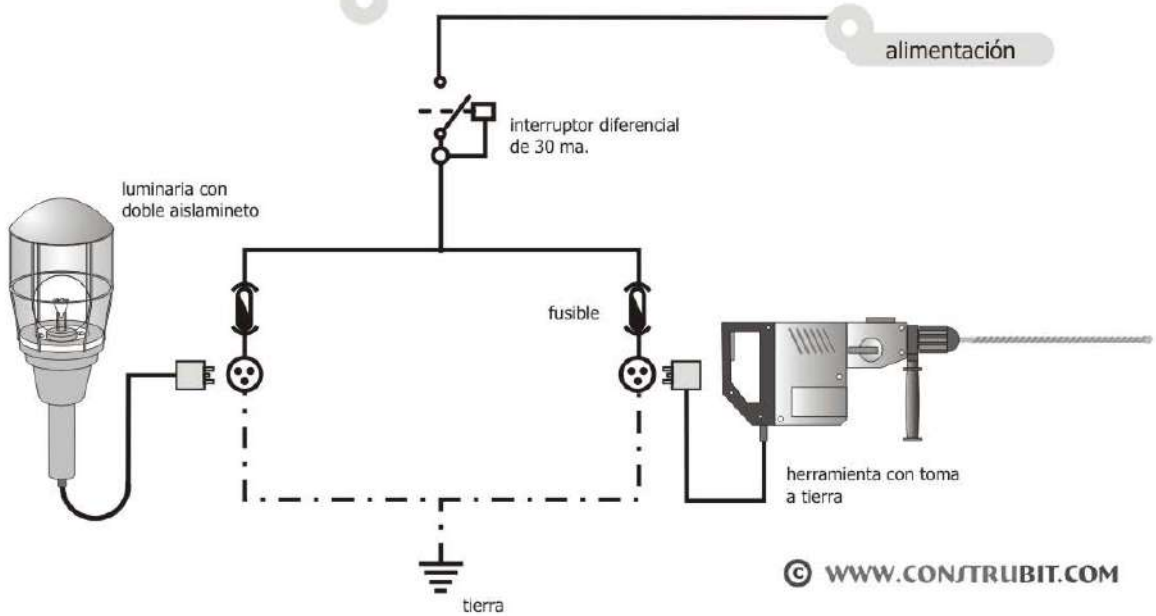 alimentación
interruptor diferencial
de 30 ma.
luminaria con
doble aislamineto
fusible
herramienta con toma
a tierra
tierra
© WWW.CONSTRUBIT.COM